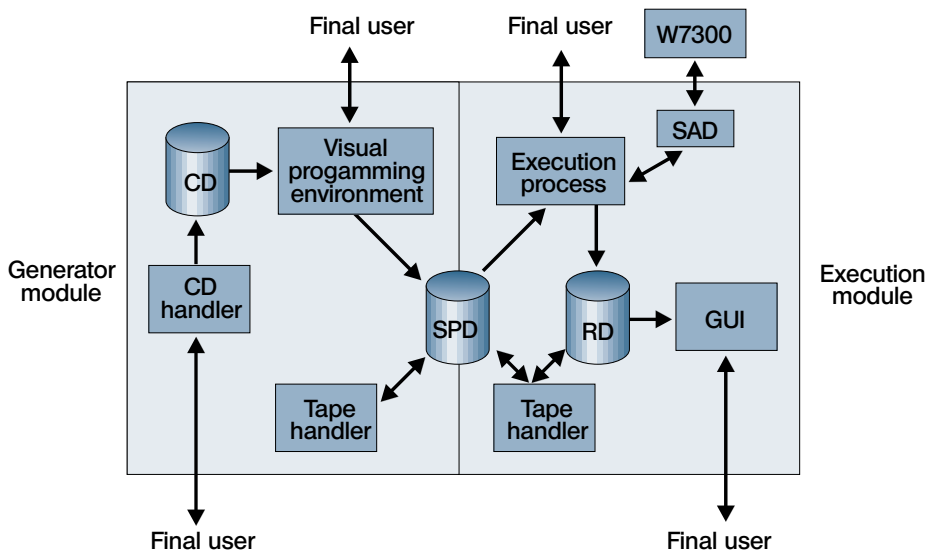 Final user
Final user
W7300
SAD
Visual
progamming
environment
Execution
process
CD
Generator
module
CD
handler
SPD
RD
GUI
Execution
module
Tape
handler
Tape
handler
Final user
Final user